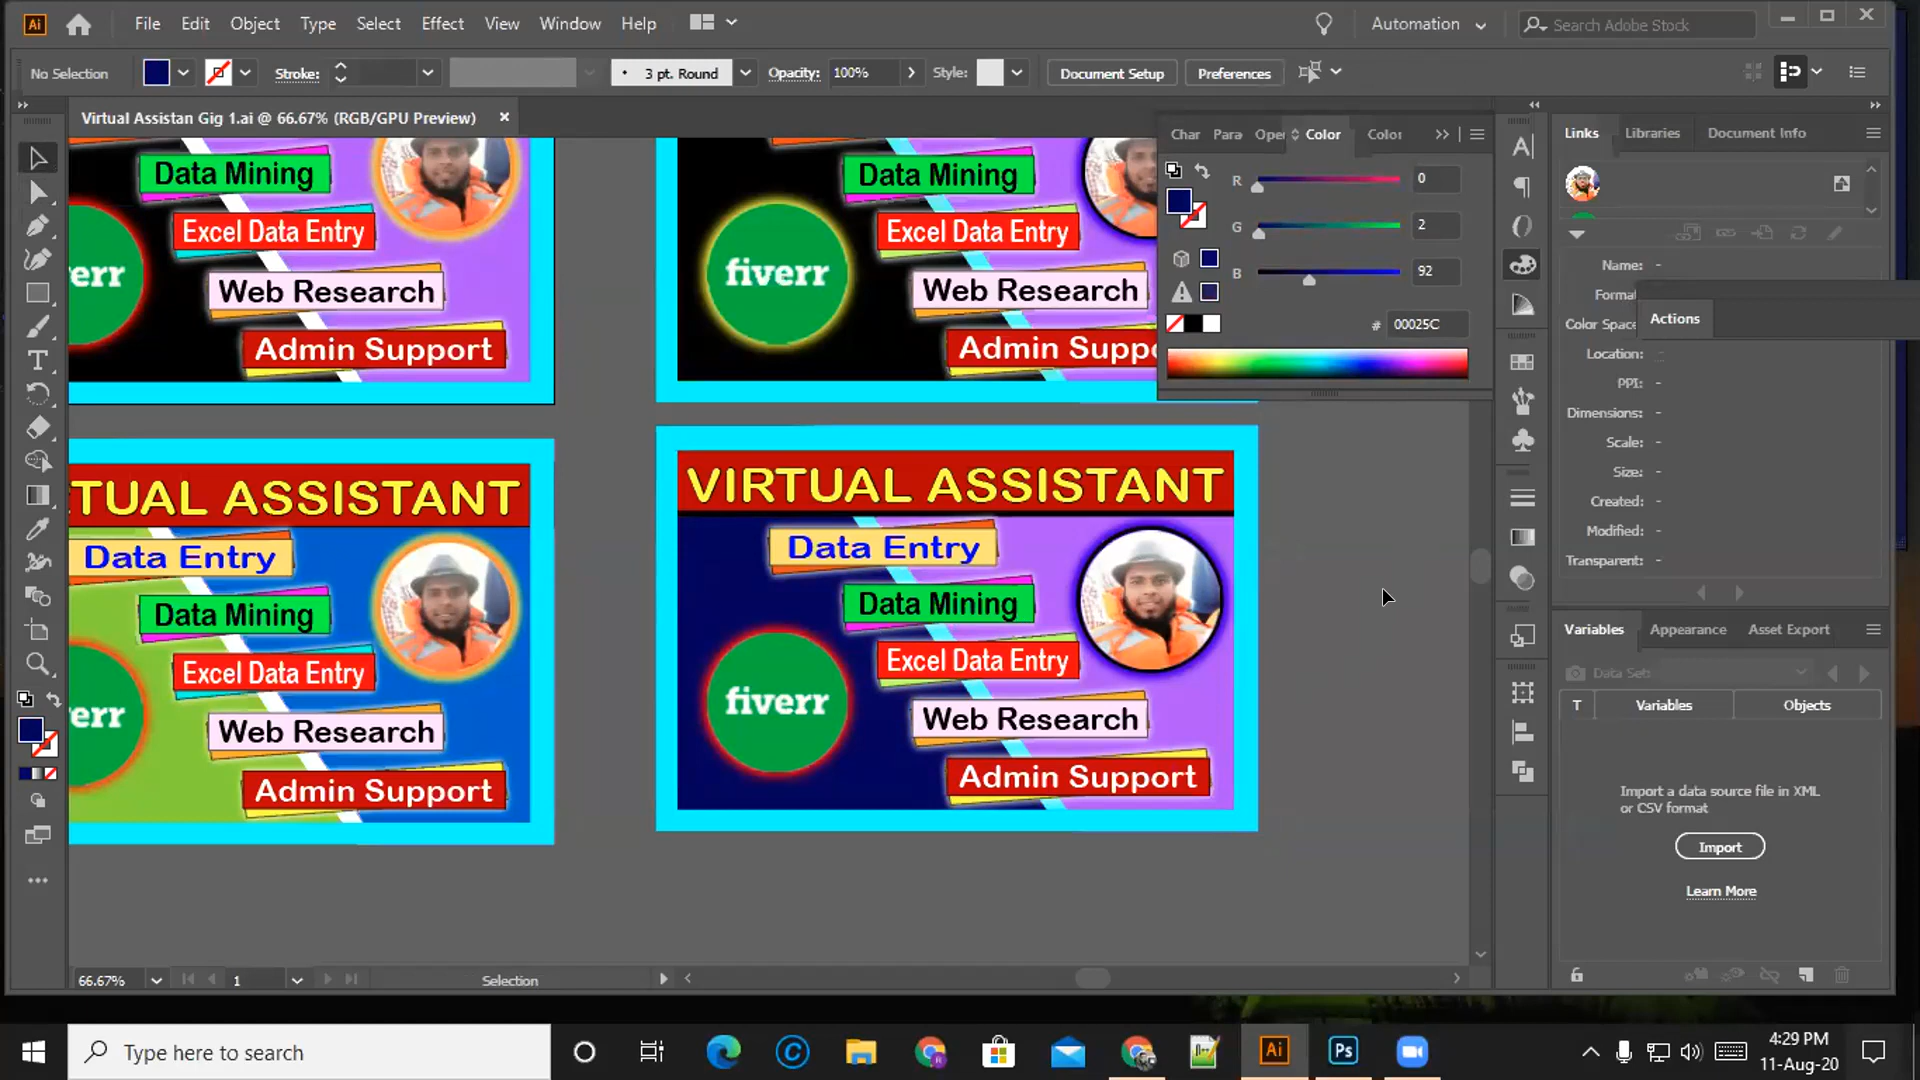 Ai File Edit Object Type Select Effect View Window Help Automation Search Adobe Stock
No Selection Stroke: 3 pt. Round Opacity: 100% Style: Document Setup Preferences
Virtual Assistan Gig 1.ai @ 66.67% (RGB/GPU Preview)
Char Para Ope Color Color
R 0
G 2
B 92
# 00025C
Links Libraries Document Info
Name: -
Format
Color Space
Actions
Location: -
PPI: -
Dimensions: -
Scale: -
Size: -
Created: -
Modified: -
Transparent: -
Variables Appearance Asset Export
Data Set:
T Variables Objects
Import a data source file in XML
or CSV format
Import
Learn More
Data Mining
Excel Data Entry
Web Research
Admin Support
errr
Data Mining
Excel Data Entry
fiverr
Web Research
Admin Suppo
TUAL ASSISTANT
Data Entry
Data Mining
Excel Data Entry
err
Web Research
Admin Support
VIRTUAL ASSISTANT
Data Entry
Data Mining
Excel Data Entry
fiverr
Web Research
Admin Support
66.67% 1 Selection
Type here to search
Ai Ps
4:29 PM
11-Aug-20